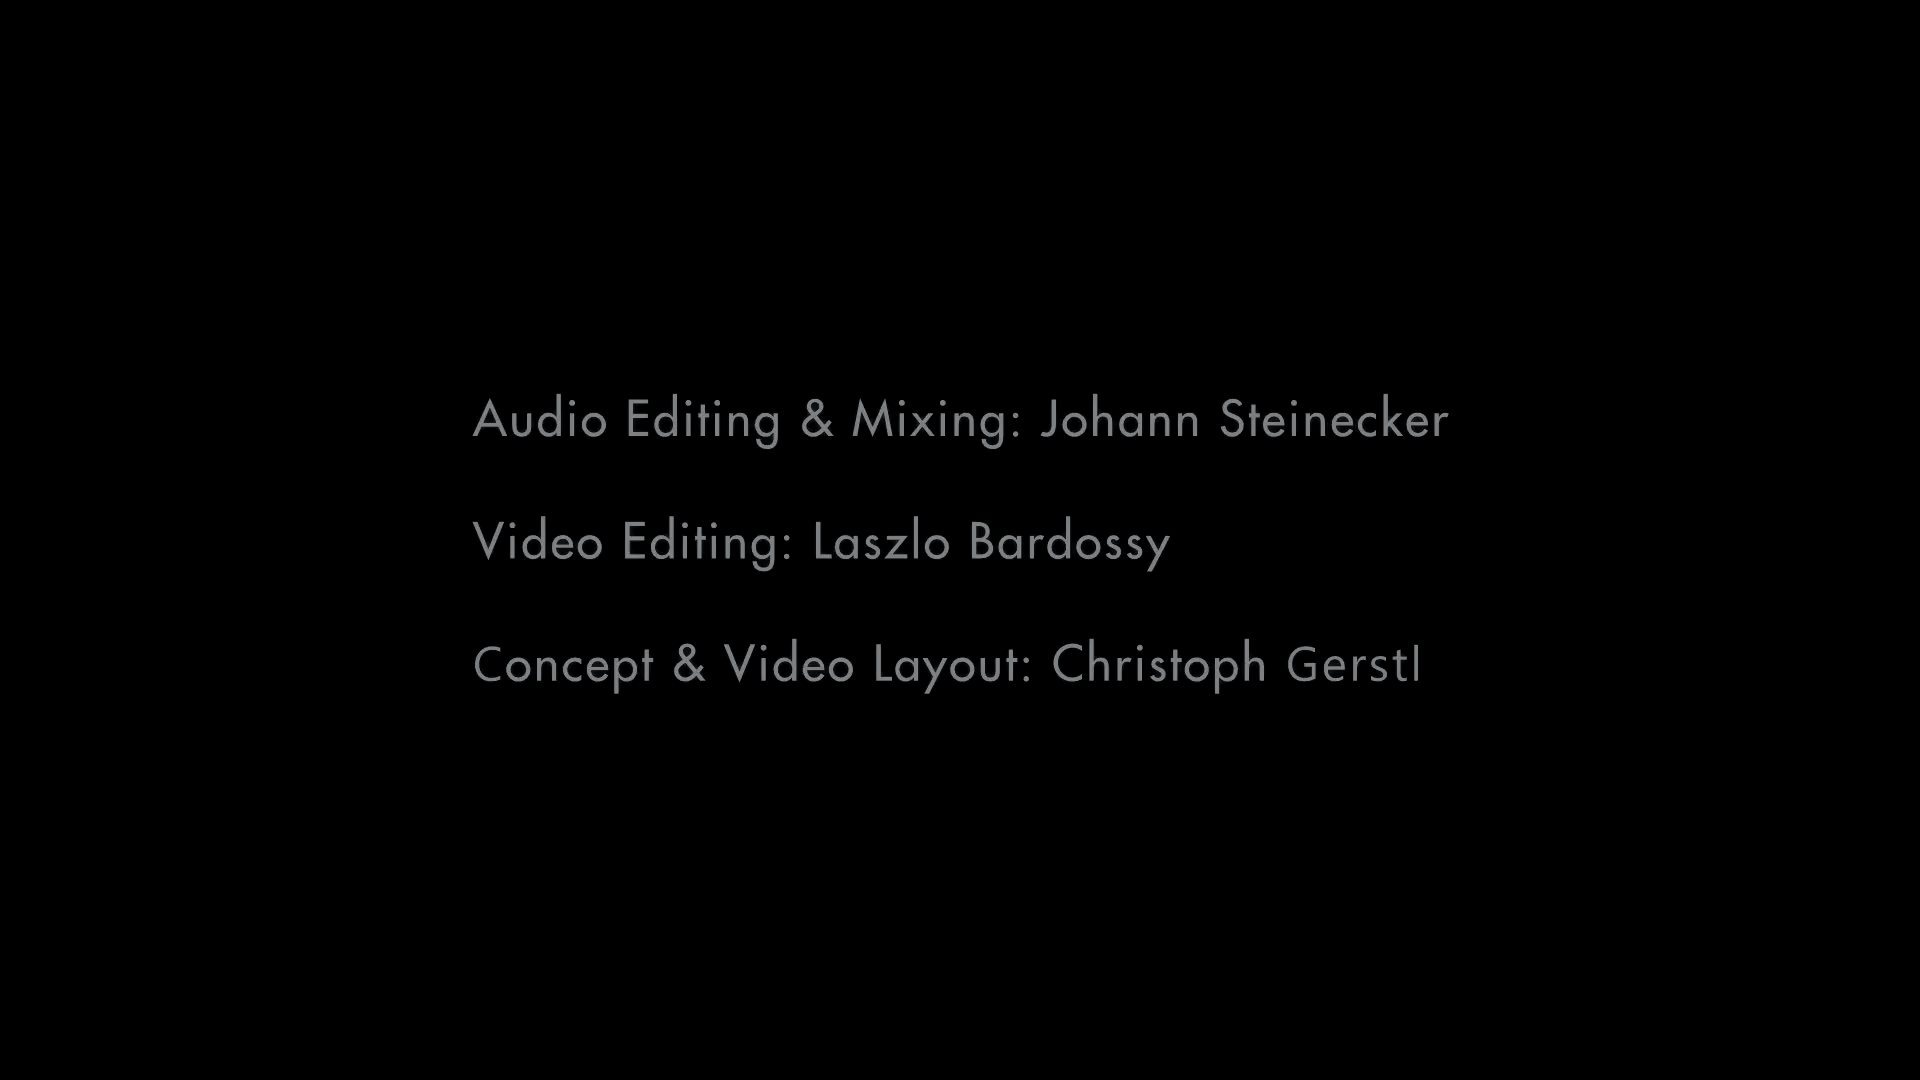 Audio Editing & Mixing: Johann Steinecker
Video Editing: Laszlo Bardossy
Concept & Video Layout: Christoph Gerstl